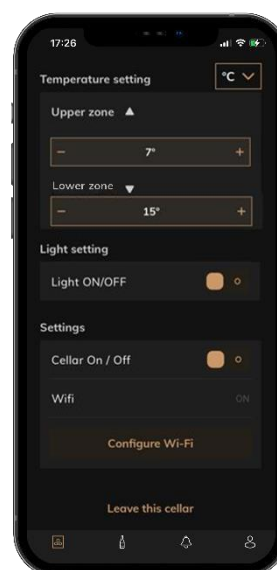 17:26
Temperature setting
°C
Upper zone ▲
− 7° +
Lower zone ▼
− 15° +
Light setting
Light ON/OFF
Settings
Cellar On / Off
Wifi ON
Configure Wi-Fi
Leave this cellar